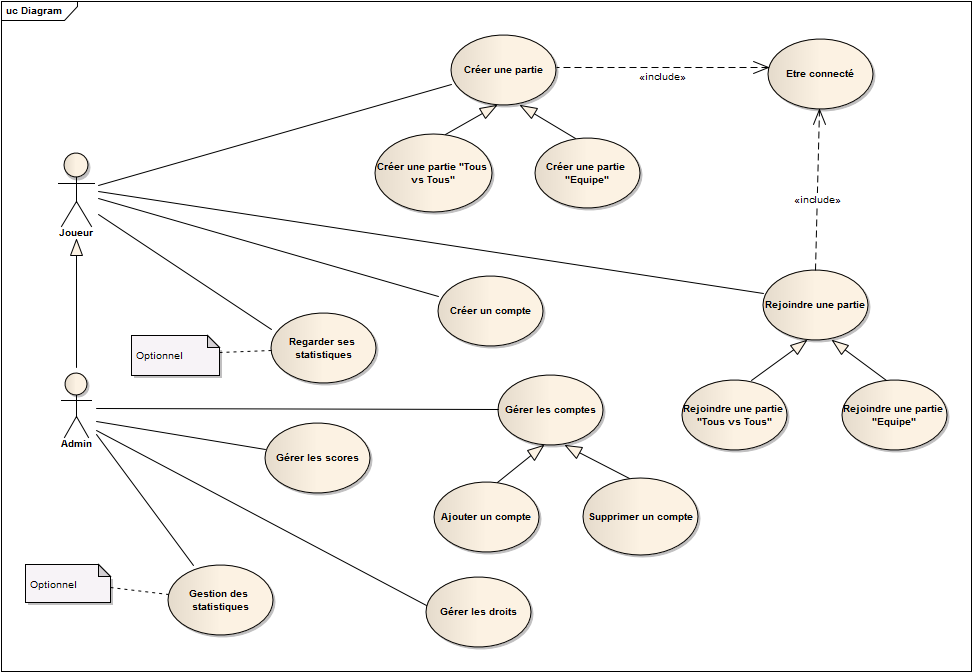 uc Diagram
Créer une partie
«include»
Etre connecté
Créer une partie "Tous
vs Tous"
Créer une partie
"Equipe"
«include»
Joueur
Créer un compte
Rejoindre une partie
Regarder ses
statistiques
Optionnel
Rejoindre une partie
"Tous vs Tous"
Rejoindre une partie
"Equipe"
Gérer les comptes
Admin
Gérer les scores
Ajouter un compte
Supprimer un compte
Optionnel
Gestion des
statistiques
Gérer les droits